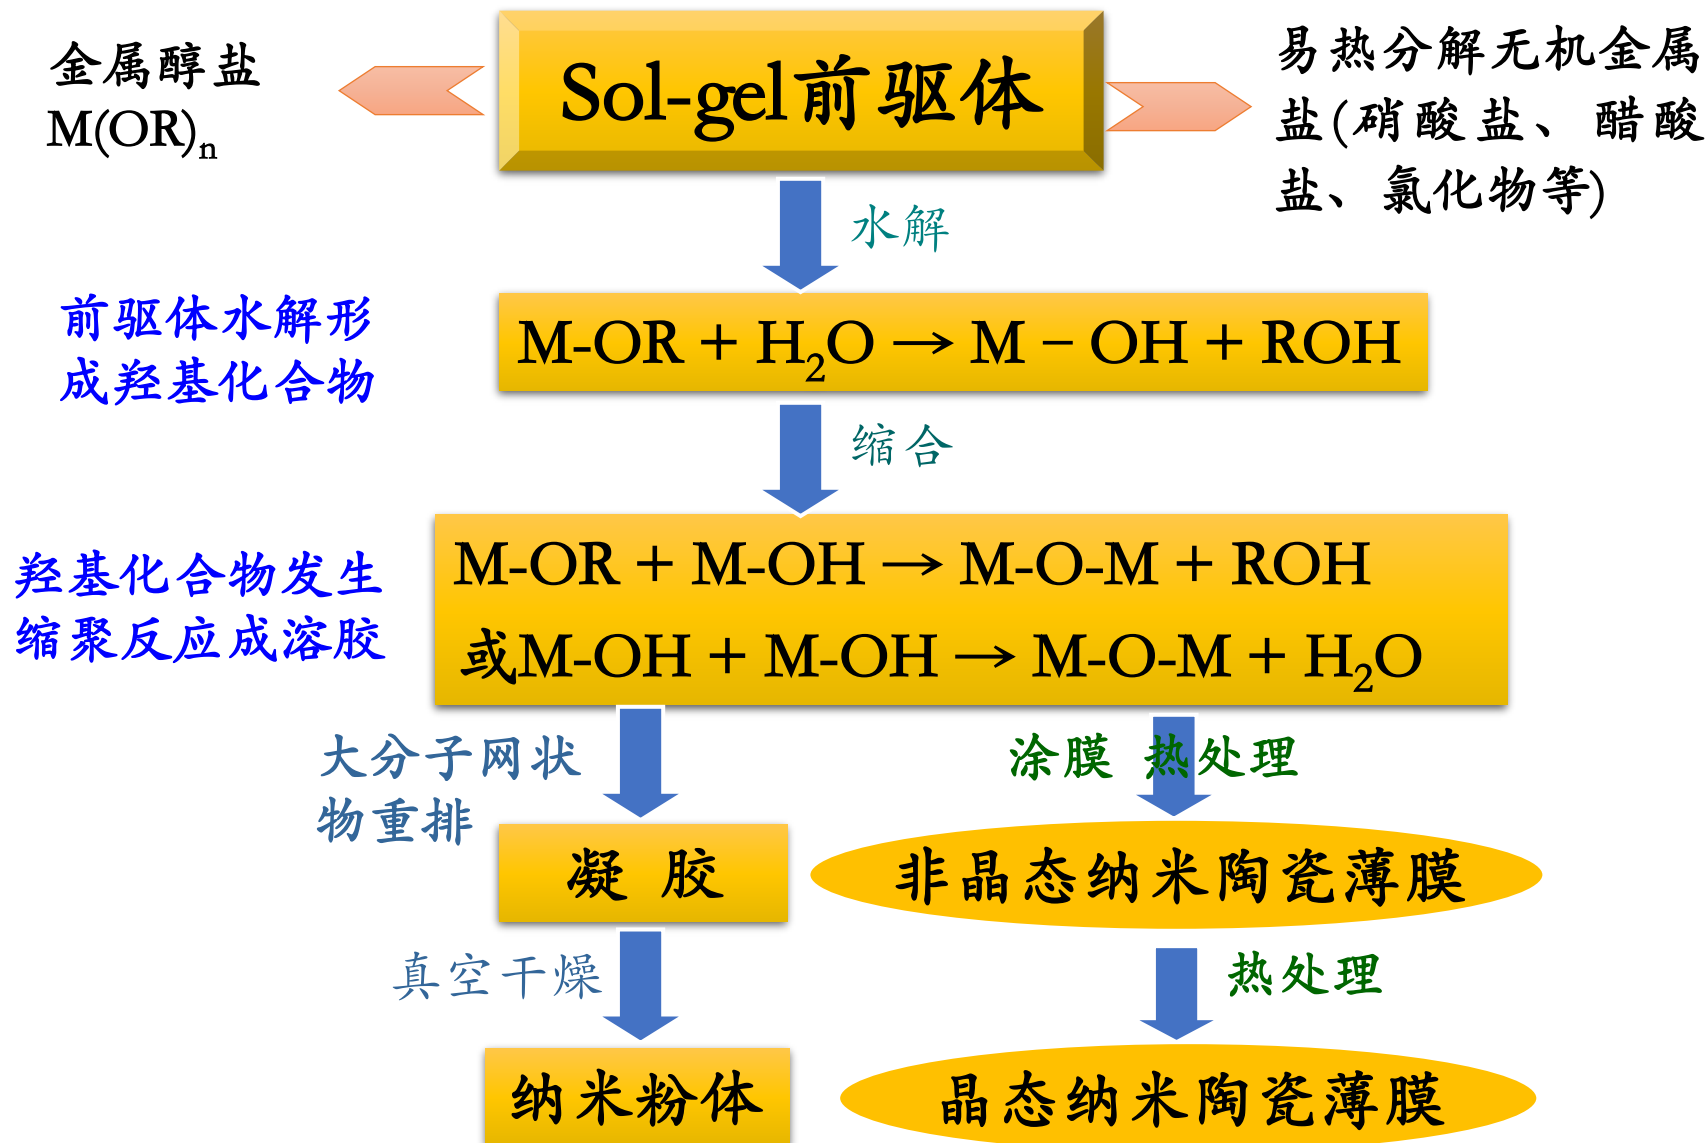 金属醇盐
M(OR)n
Sol-gel前驱体
易热分解无机金属
盐(硝酸盐、醋酸
盐、氯化物等)
水解
前驱体水解形
成羟基化合物
M-OR + H2O → M − OH + ROH
缩合
羟基化合物发生
缩聚反应成溶胶
M-OR + M-OH → M-O-M + ROH
或M-OH + M-OH → M-O-M + H2O
大分子网状
物重排
涂膜 热处理
凝 胶
非晶态纳米陶瓷薄膜
真空干燥
热处理
纳米粉体
晶态纳米陶瓷薄膜